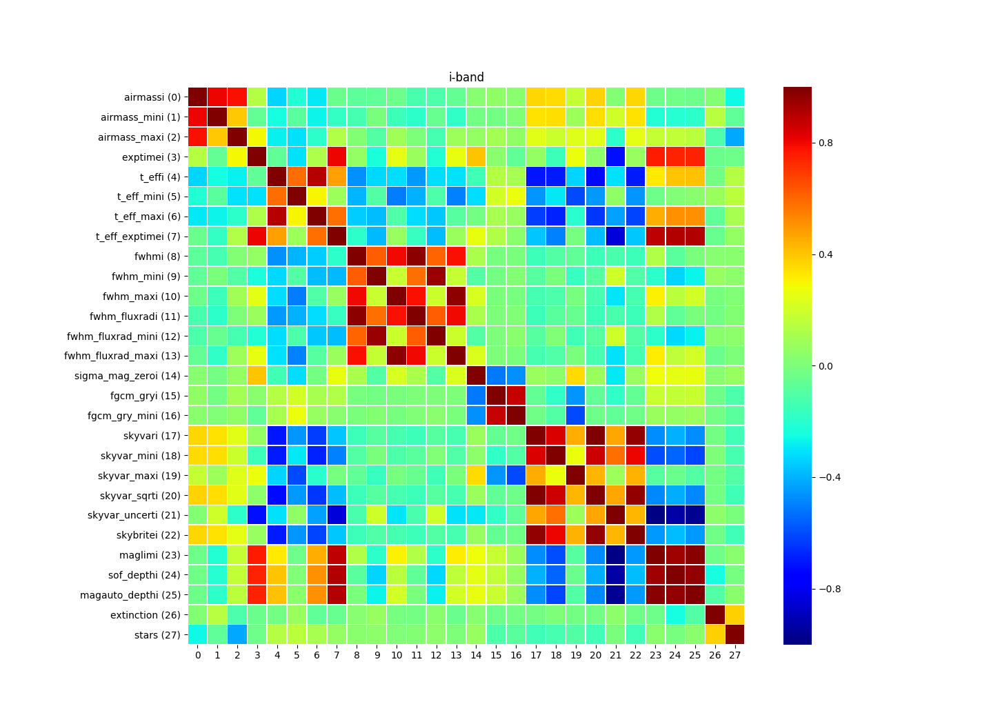 i-band
airmassi (0)
airmass_mini (1)
airmass_maxi (2)
exptimei (3)
t_effi (4)
t_eff_mini (5)
t_eff_maxi (6)
t_eff_exptimei (7)
fwhmi (8)
fwhm_mini (9)
fwhm_maxi (10)
fwhm_fluxradi (11)
fwhm_fluxrad_mini (12)
fwhm_fluxrad_maxi (13)
sigma_mag_zeroi (14)
fgcm_gryi (15)
fgcm_gry_mini (16)
skyvari (17)
skyvar_mini (18)
skyvar_maxi (19)
skyvar_sqrti (20)
skyvar_uncerti (21)
skybritei (22)
maglimi (23)
sof_depthi (24)
magauto_depthi (25)
extinction (26)
stars (27)
0 1 2 3 4 5 6 7 8 9 10 11 12 13 14 15 16 17 18 19 20 21 22 23 24 25 26 27
0.8
0.4
0.0
−0.4
−0.8